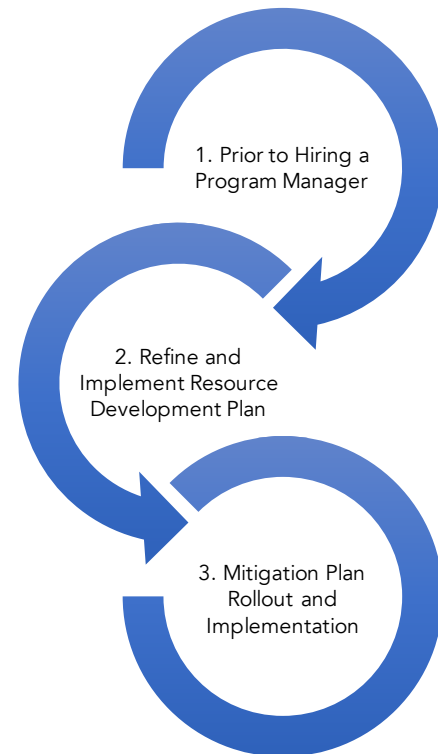 1. Prior to Hiring a
Program Manager
2. Refine and
Implement Resource
Development Plan
3. Mitigation Plan
Rollout and
Implementation